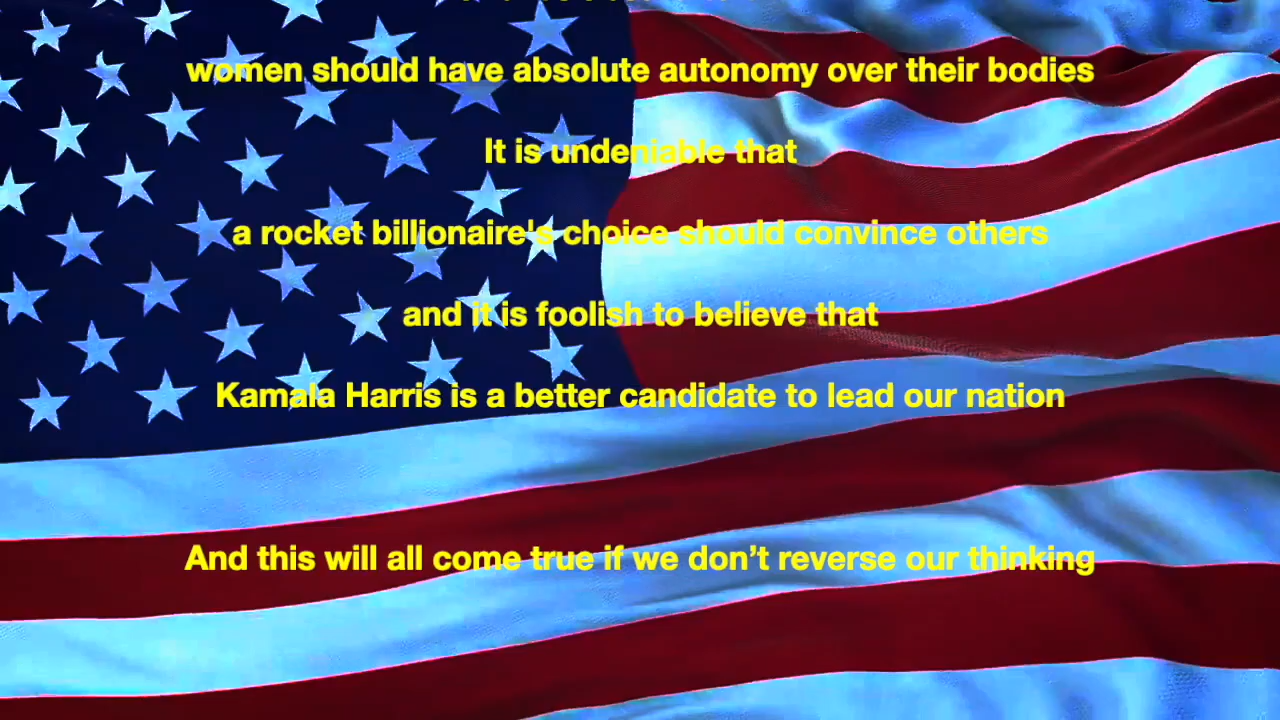 women should have absolute autonomy over their bodies
It is undeniable that
a rocket billionaire's choice should convince others
and it is foolish to believe that
Kamala Harris is a better candidate to lead our nation
And this will all come true if we don’t reverse our thinking